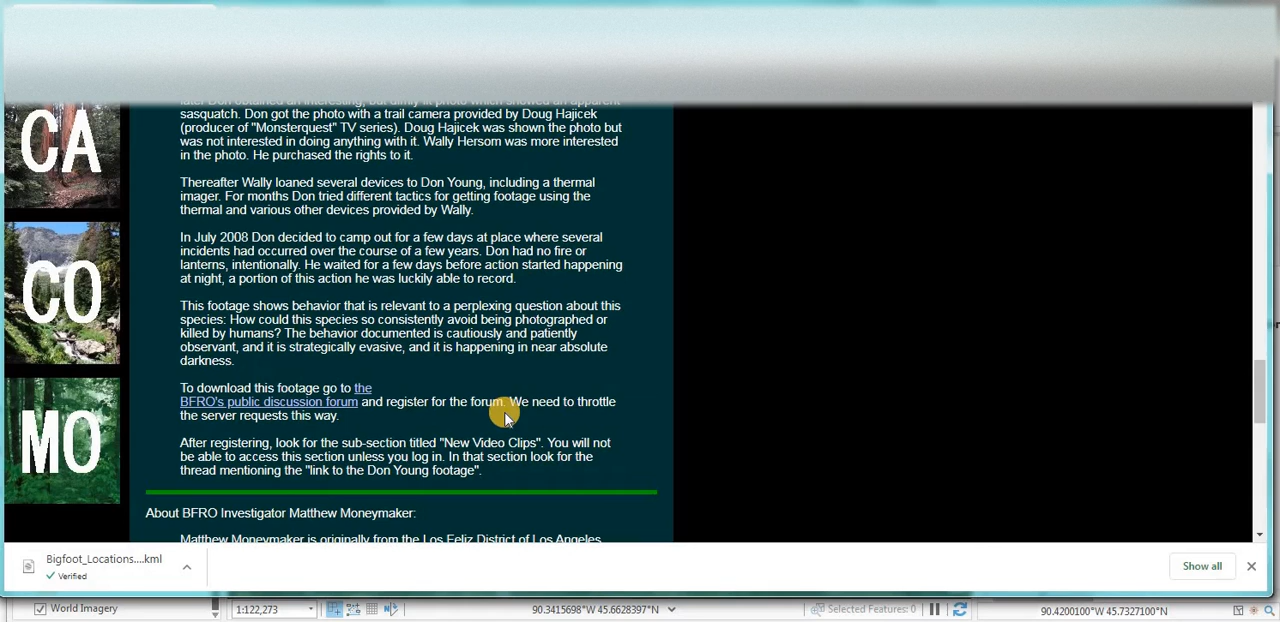 later Don obtained an interesting, but dimly lit photo which showed an apparent
sasquatch. Don got the photo with a trail camera provided by Doug Hajicek
(producer of "Monsterquest" TV series). Doug Hajicek was shown the photo but
was not interested in doing anything with it. Wally Hersom was more interested
in the photo. He purchased the rights to it.
Thereafter Wally loaned several devices to Don Young, including a thermal
imager. For months Don tried different tactics for getting footage using the
thermal and various other devices provided by Wally.
In July 2008 Don decided to camp out for a few days at place where several
incidents had occurred over the course of a few years. Don had no fire or
lanterns, intentionally. He waited for a few days before action started happening
at night, a portion of this action he was luckily able to record.
This footage shows behavior that is relevant to a perplexing question about this
species: How could this species so consistently avoid being photographed or
killed by humans? The behavior documented is cautiously and patiently
observant, and it is strategically evasive, and it is happening in near absolute
darkness.
To download this footage go to the
BFRO's public discussion forum and register for the forum. We need to throttle
the server requests this way.
After registering, look for the sub-section titled "New Video Clips". You will not
be able to access this section unless you log in. In that section look for the
thread mentioning the "link to the Don Young footage".
About BFRO Investigator Matthew Moneymaker:
Matthew Moneymaker is originally from the Los Feliz District of Los Angeles
CA
CO
MO
Bigfoot_Locations....kml
Verified
Show all
World Imagery
1:122,273
90.3415698°W 45.6628397°N
Selected Features: 0
90.4200100°W 45.7327100°N